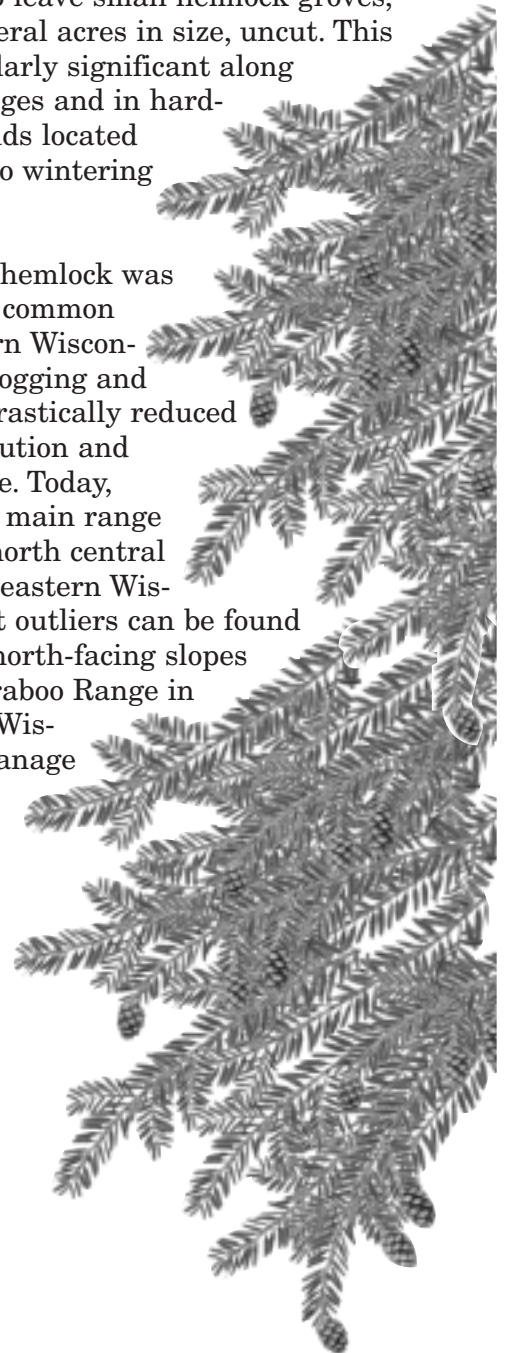 leave small hemlock groves,
eral acres in size, uncut. This
larly significant along
ges and in hard-
ds located
o wintering
hemlock was
common
rn Wiscon-
ogging and
rastically reduced
ution and
e. Today,
main range
north central
eastern Wis-
t outliers can be found
north-facing slopes
raboo Range in
Wis-
anage